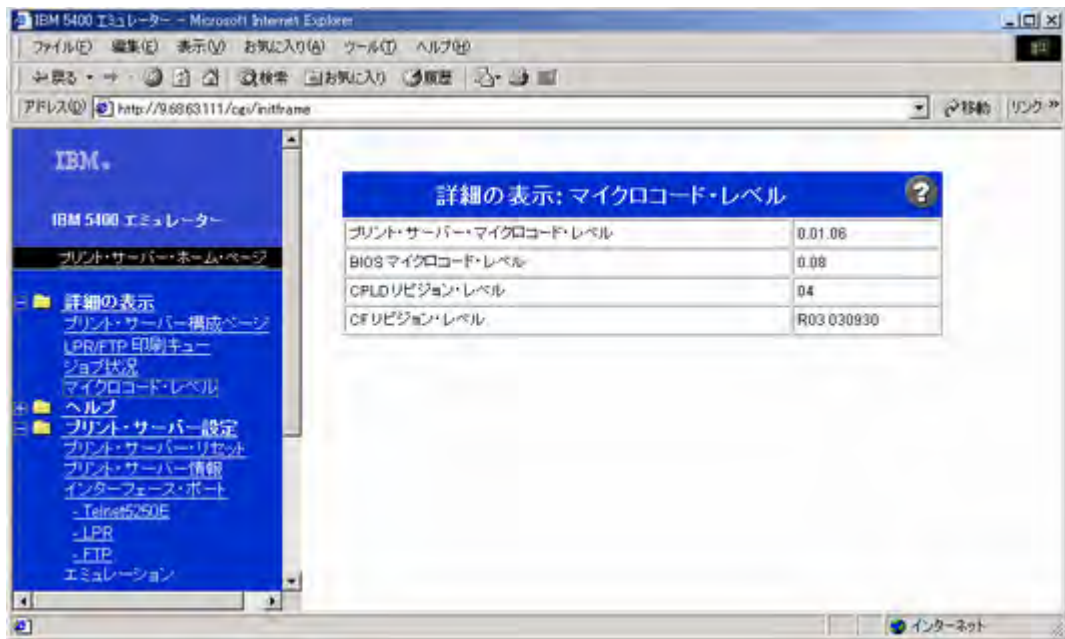 IBM 5400 エミュレーター - Microsoft Internet Explorer
ファイル(F) 編集(E) 表示(V) お気に入り(A) ツール(T) ヘルプ(H)
戻る 検索 お気に入り 履歴
アドレス(D) http://9.68.63.111/cgi/initframe 移動 リンク »
IBM.
IBM 5400 エミュレーター
プリント・サーバー・ホーム・ページ
詳細の表示
プリント・サーバー構成ページ
LPR/FTP 印刷キュー
ジョブ状況
マイクロコード・レベル
ヘルプ
プリント・サーバー設定
プリント・サーバー・リセット
プリント・サーバー情報
インターフェース・ポート
- Telnet5250E
- LPR
- FTP
エミュレーション
詳細の表示: マイクロコード・レベル ?
プリント・サーバー・マイクロコード・レベル 0.01.06
BIOS マイクロコード・レベル 0.08
CPLD リビジョン・レベル 04
CF リビジョン・レベル R03 030930
インターネット